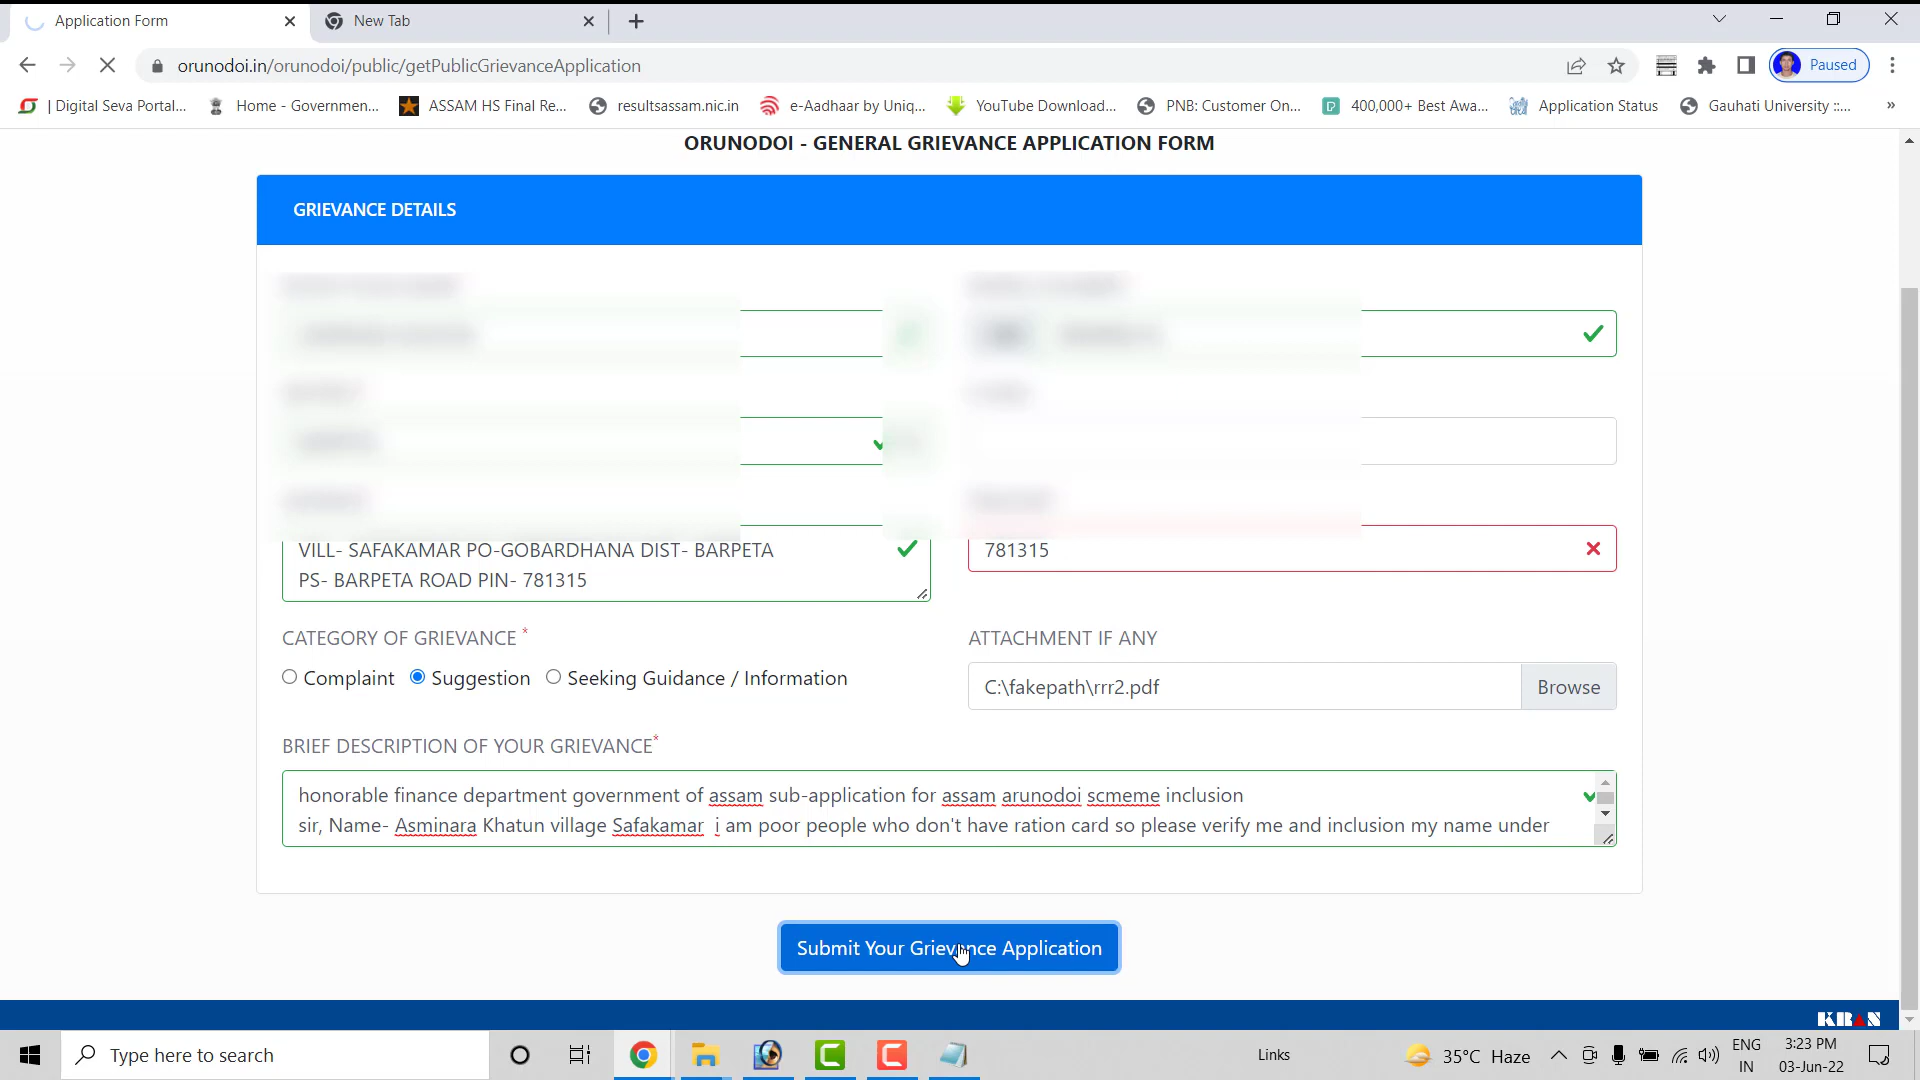 Application Form
New Tab
orunodoi.in/orunodoi/public/getPublicGrievanceApplication
Paused
| Digital Seva Portal...
Home - Governmen...
ASSAM HS Final Re...
resultsassam.nic.in
e-Aadhaar by Uniq...
YouTube Download...
PNB: Customer On...
400,000+ Best Awa...
Application Status
Gauhati University ::...
»
ORUNODOI - GENERAL GRIEVANCE APPLICATION FORM
GRIEVANCE DETAILS
VILL- SAFAKAMAR PO-GOBARDHANA DIST- BARPETA
PS- BARPETA ROAD PIN- 781315
781315
CATEGORY OF GRIEVANCE *
Complaint Suggestion Seeking Guidance / Information
ATTACHMENT IF ANY
C:\fakepath\rrr2.pdf
Browse
BRIEF DESCRIPTION OF YOUR GRIEVANCE*
honorable finance department government of assam sub-application for assam arunodoi scmeme inclusion
sir, Name- Asminara Khatun village Safakamar i am poor people who don't have ration card so please verify me and inclusion my name under
Submit Your Grievance Application
KRAN
Type here to search
Links
35°C Haze
ENG
IN
3:23 PM
03-Jun-22